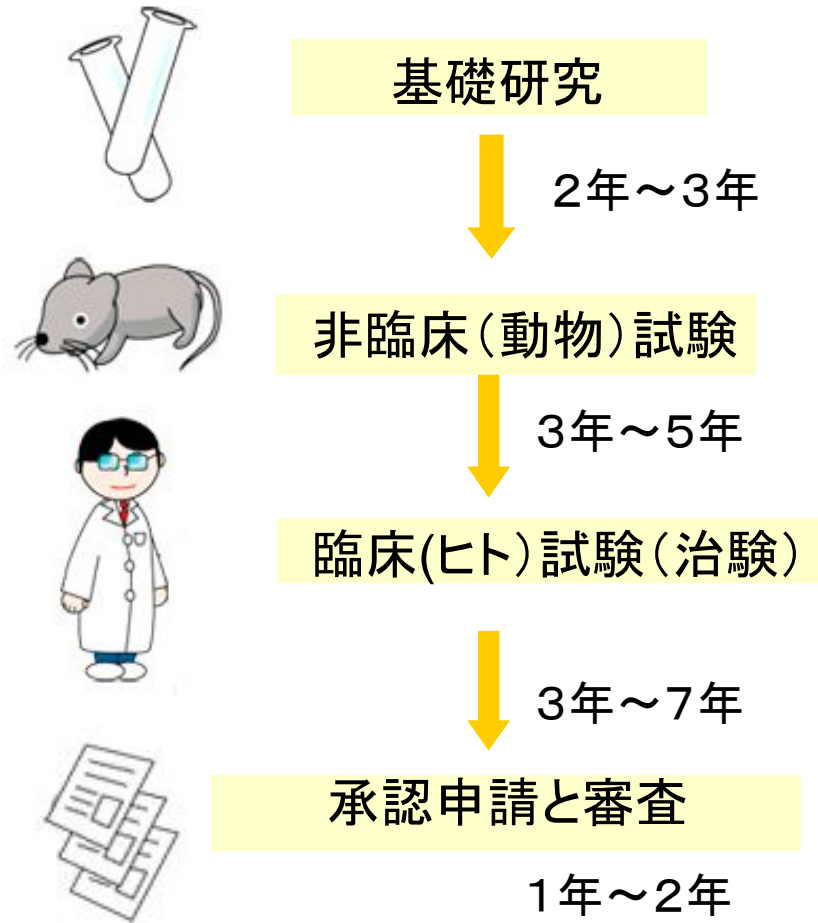 基礎研究
２年～３年
非臨床（動物）試験
３年～５年
臨床(ヒト）試験（治験）
３年～７年
承認申請と審査
１年～２年